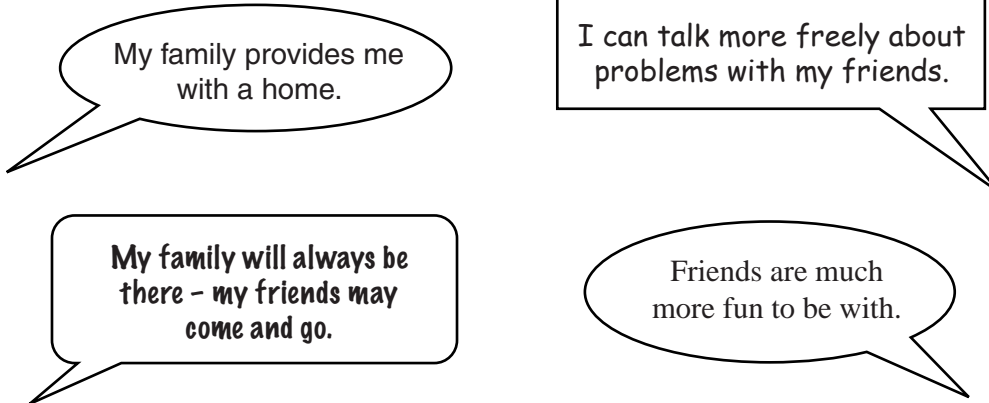 My family provides me
with a home.
I can talk more freely about
problems with my friends.
My family will always be
there – my friends may
come and go.
Friends are much
more fun to be with.